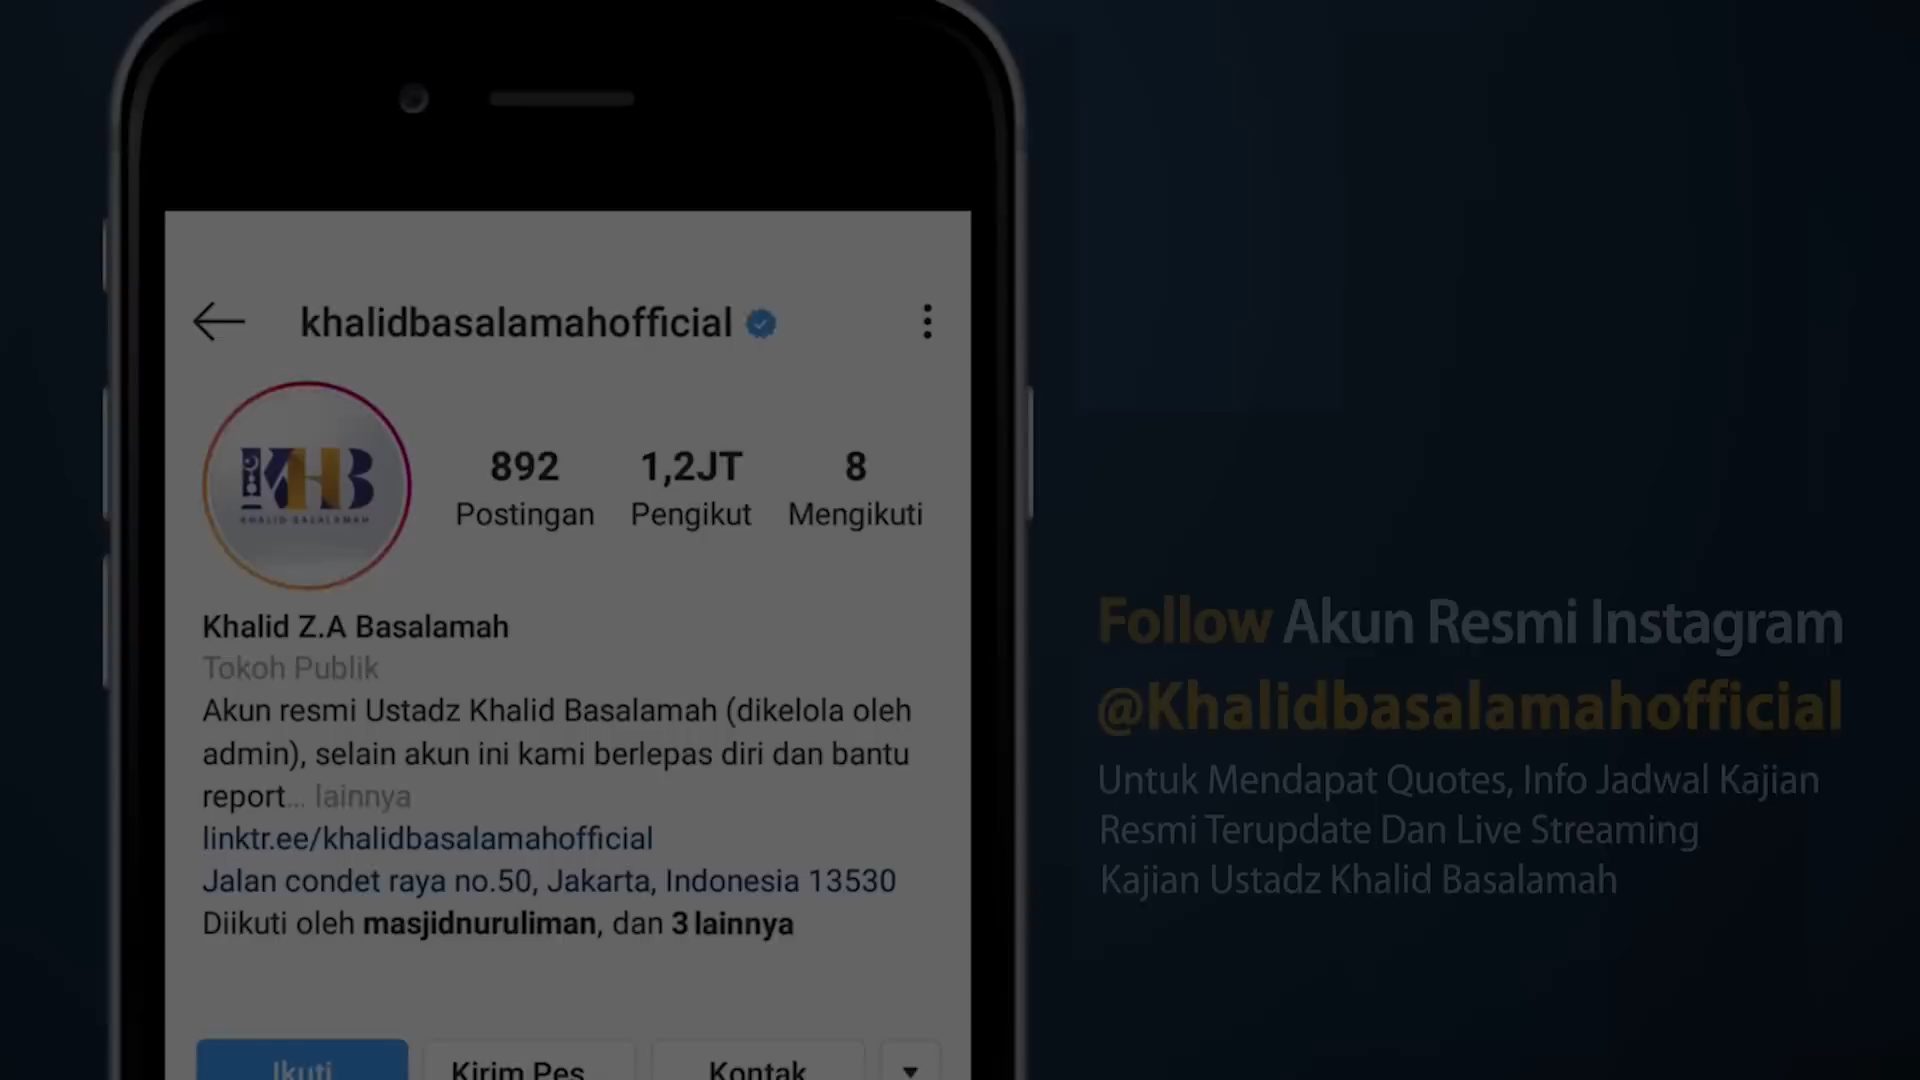 khalidbasalamahofficial
KHB
KHALID BASALAMAH
892 1,2JT 8
Postingan Pengikut Mengikuti
Khalid Z.A Basalamah
Tokoh Publik
Akun resmi Ustadz Khalid Basalamah (dikelola oleh
admin), selain akun ini kami berlepas diri dan bantu
report... lainnya
linktr.ee/khalidbasalamahofficial
Jalan condet raya no.50, Jakarta, Indonesia 13530
Diikuti oleh masjidnuruliman, dan 3 lainnya
Ikuti Kirim Pes Kontak
Follow Akun Resmi Instagram
@Khalidbasalamahofficial
Untuk Mendapat Quotes, Info Jadwal Kajian
Resmi Terupdate Dan Live Streaming
Kajian Ustadz Khalid Basalamah